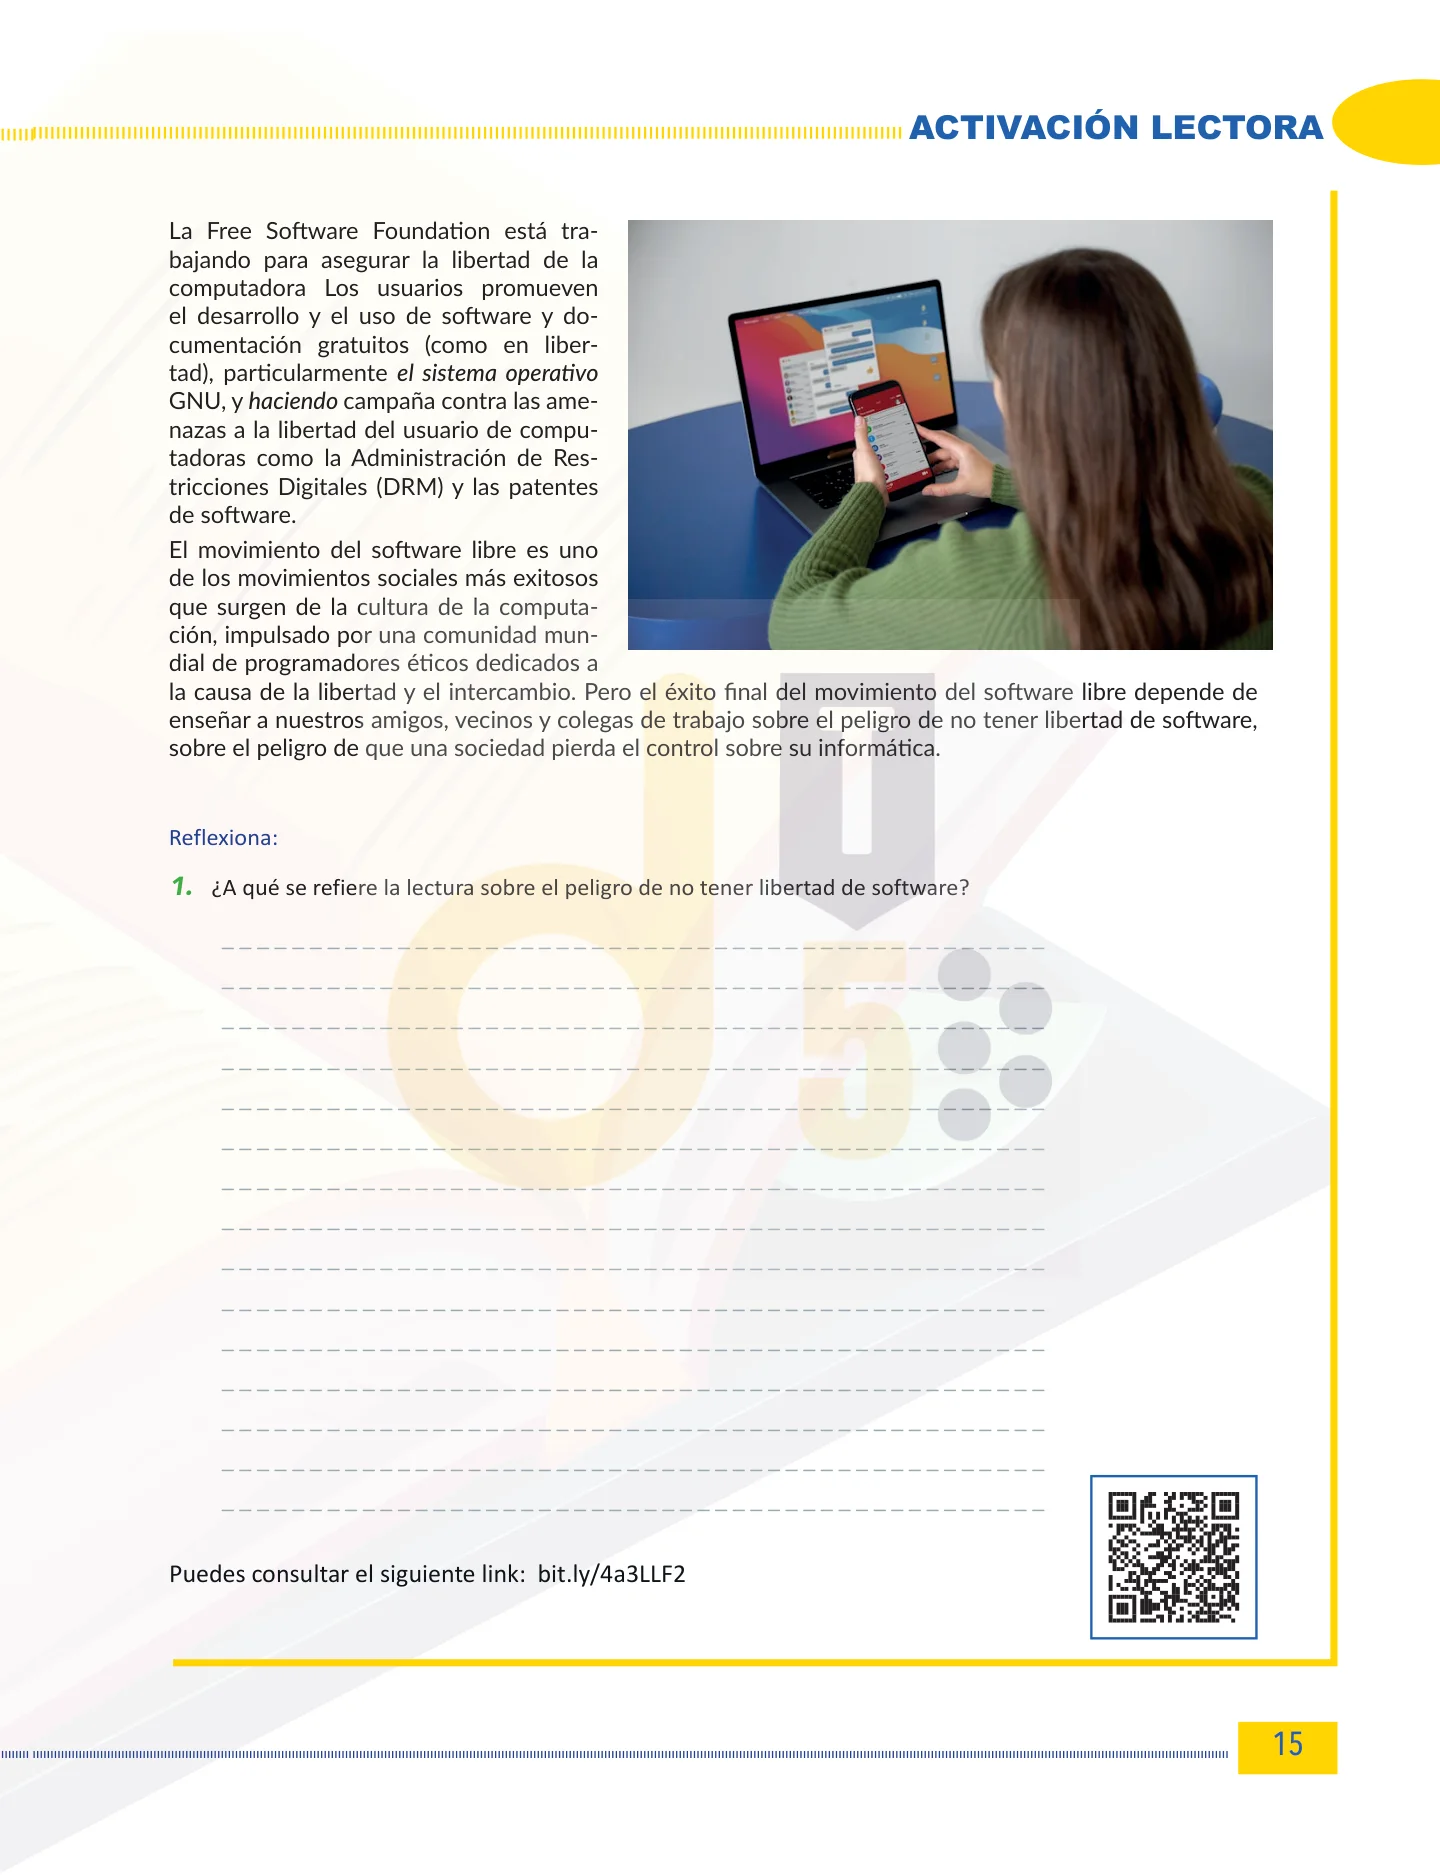 ACTIVACIÓN LECTORA
La Free Software Foundation está tra-
bajando para asegurar la libertad de la
computadora Los usuarios promueven
el desarrollo y el uso de software y do-
cumentación gratuitos (como en liber-
tad), particularmente el sistema operativo
GNU, y haciendo campaña contra las ame-
nazas a la libertad del usuario de compu-
tadoras como la Administración de Res-
tricciones Digitales (DRM) y las patentes
de software.
El movimiento del software libre es uno
de los movimientos sociales más exitosos
que surgen de la cultura de la computa-
ción, impulsado por una comunidad mun-
dial de programadores éticos dedicados a
la causa de la libertad y el intercambio. Pero el éxito final del movimiento del software libre depende de
enseñar a nuestros amigos, vecinos y colegas de trabajo sobre el peligro de no tener libertad de software,
sobre el peligro de que una sociedad pierda el control sobre su informática.
Reflexiona:
1. ¿A qué se refiere la lectura sobre el peligro de no tener libertad de software?
d T 5
Puedes consultar el siguiente link: bit.ly/4a3LLF2
15